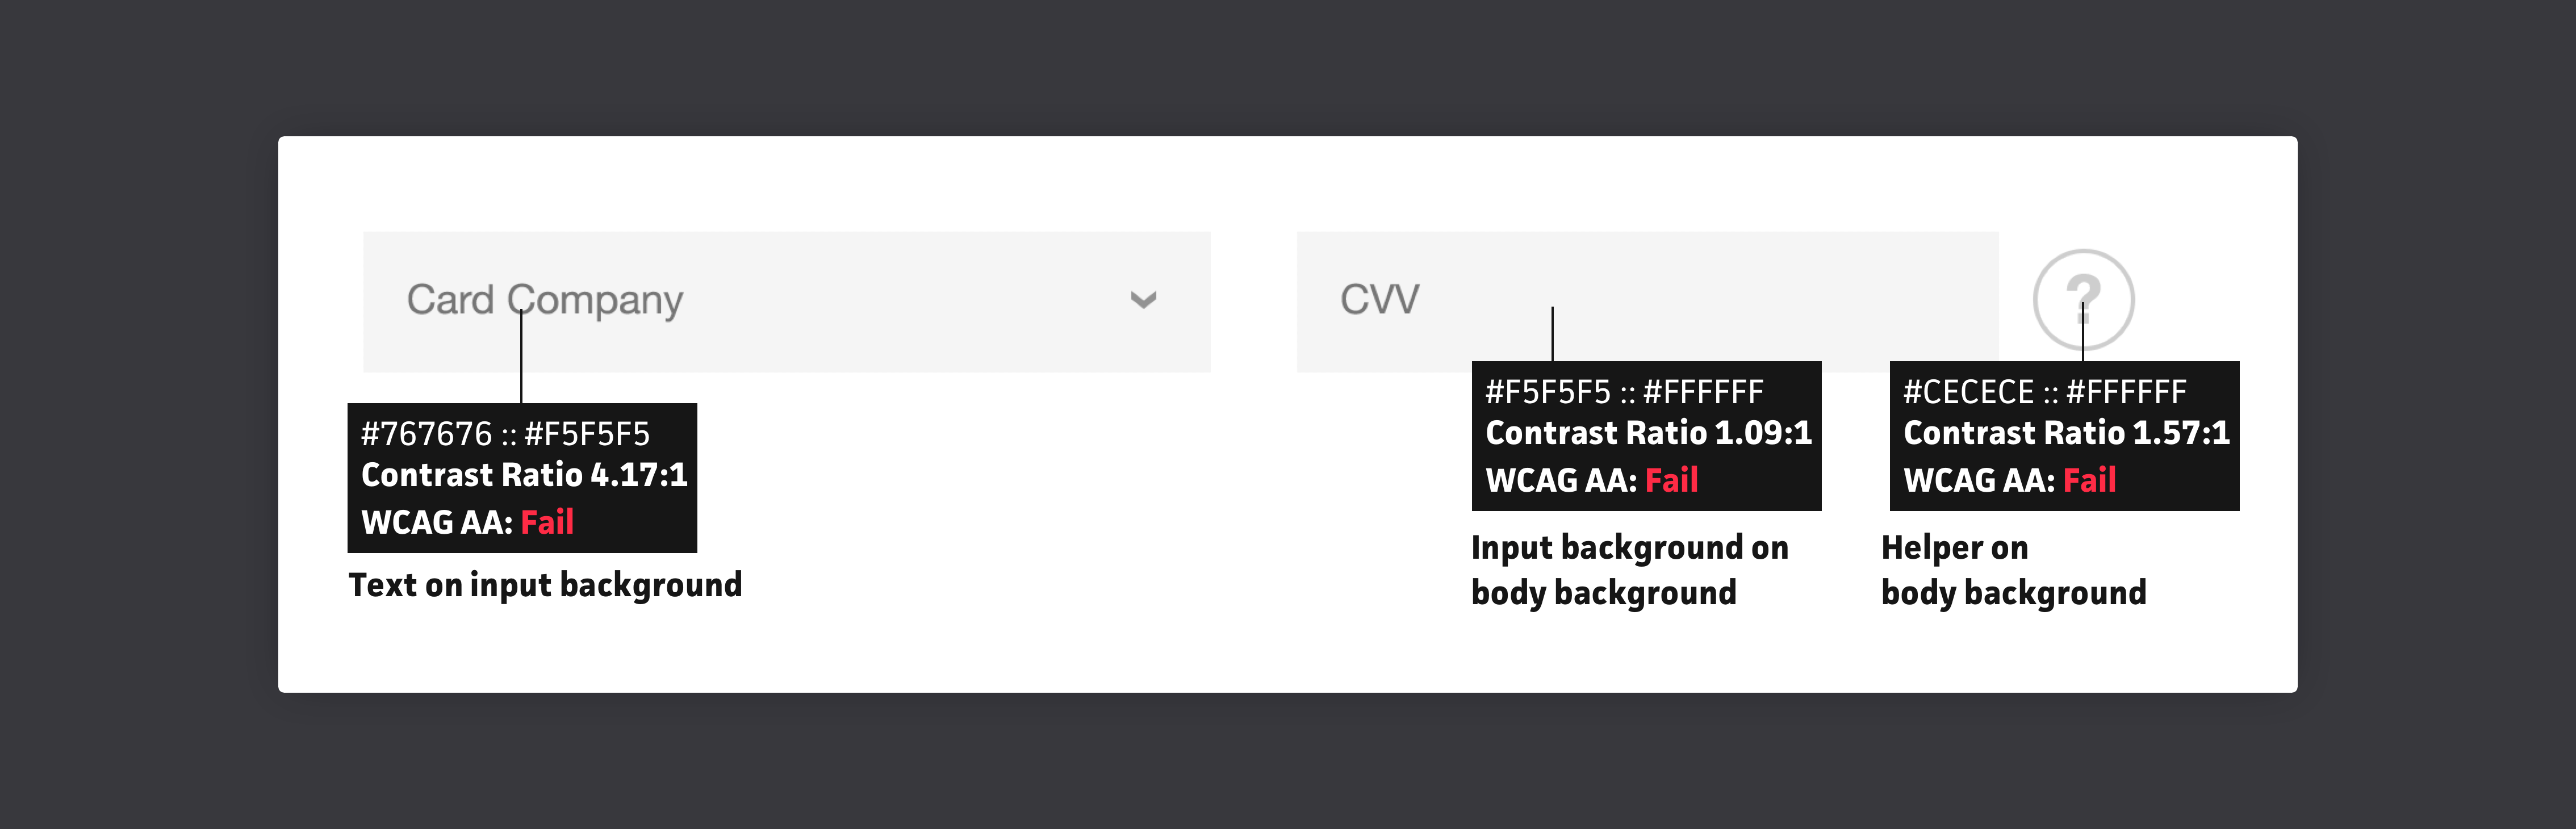 Card Company
CVV
?
#767676 :: #F5F5F5
Contrast Ratio 4.17:1
WCAG AA: Fail
Text on input background
#F5F5F5 :: #FFFFFF
Contrast Ratio 1.09:1
WCAG AA: Fail
Input background on
body background
#CECECE :: #FFFFFF
Contrast Ratio 1.57:1
WCAG AA: Fail
Helper on
body background